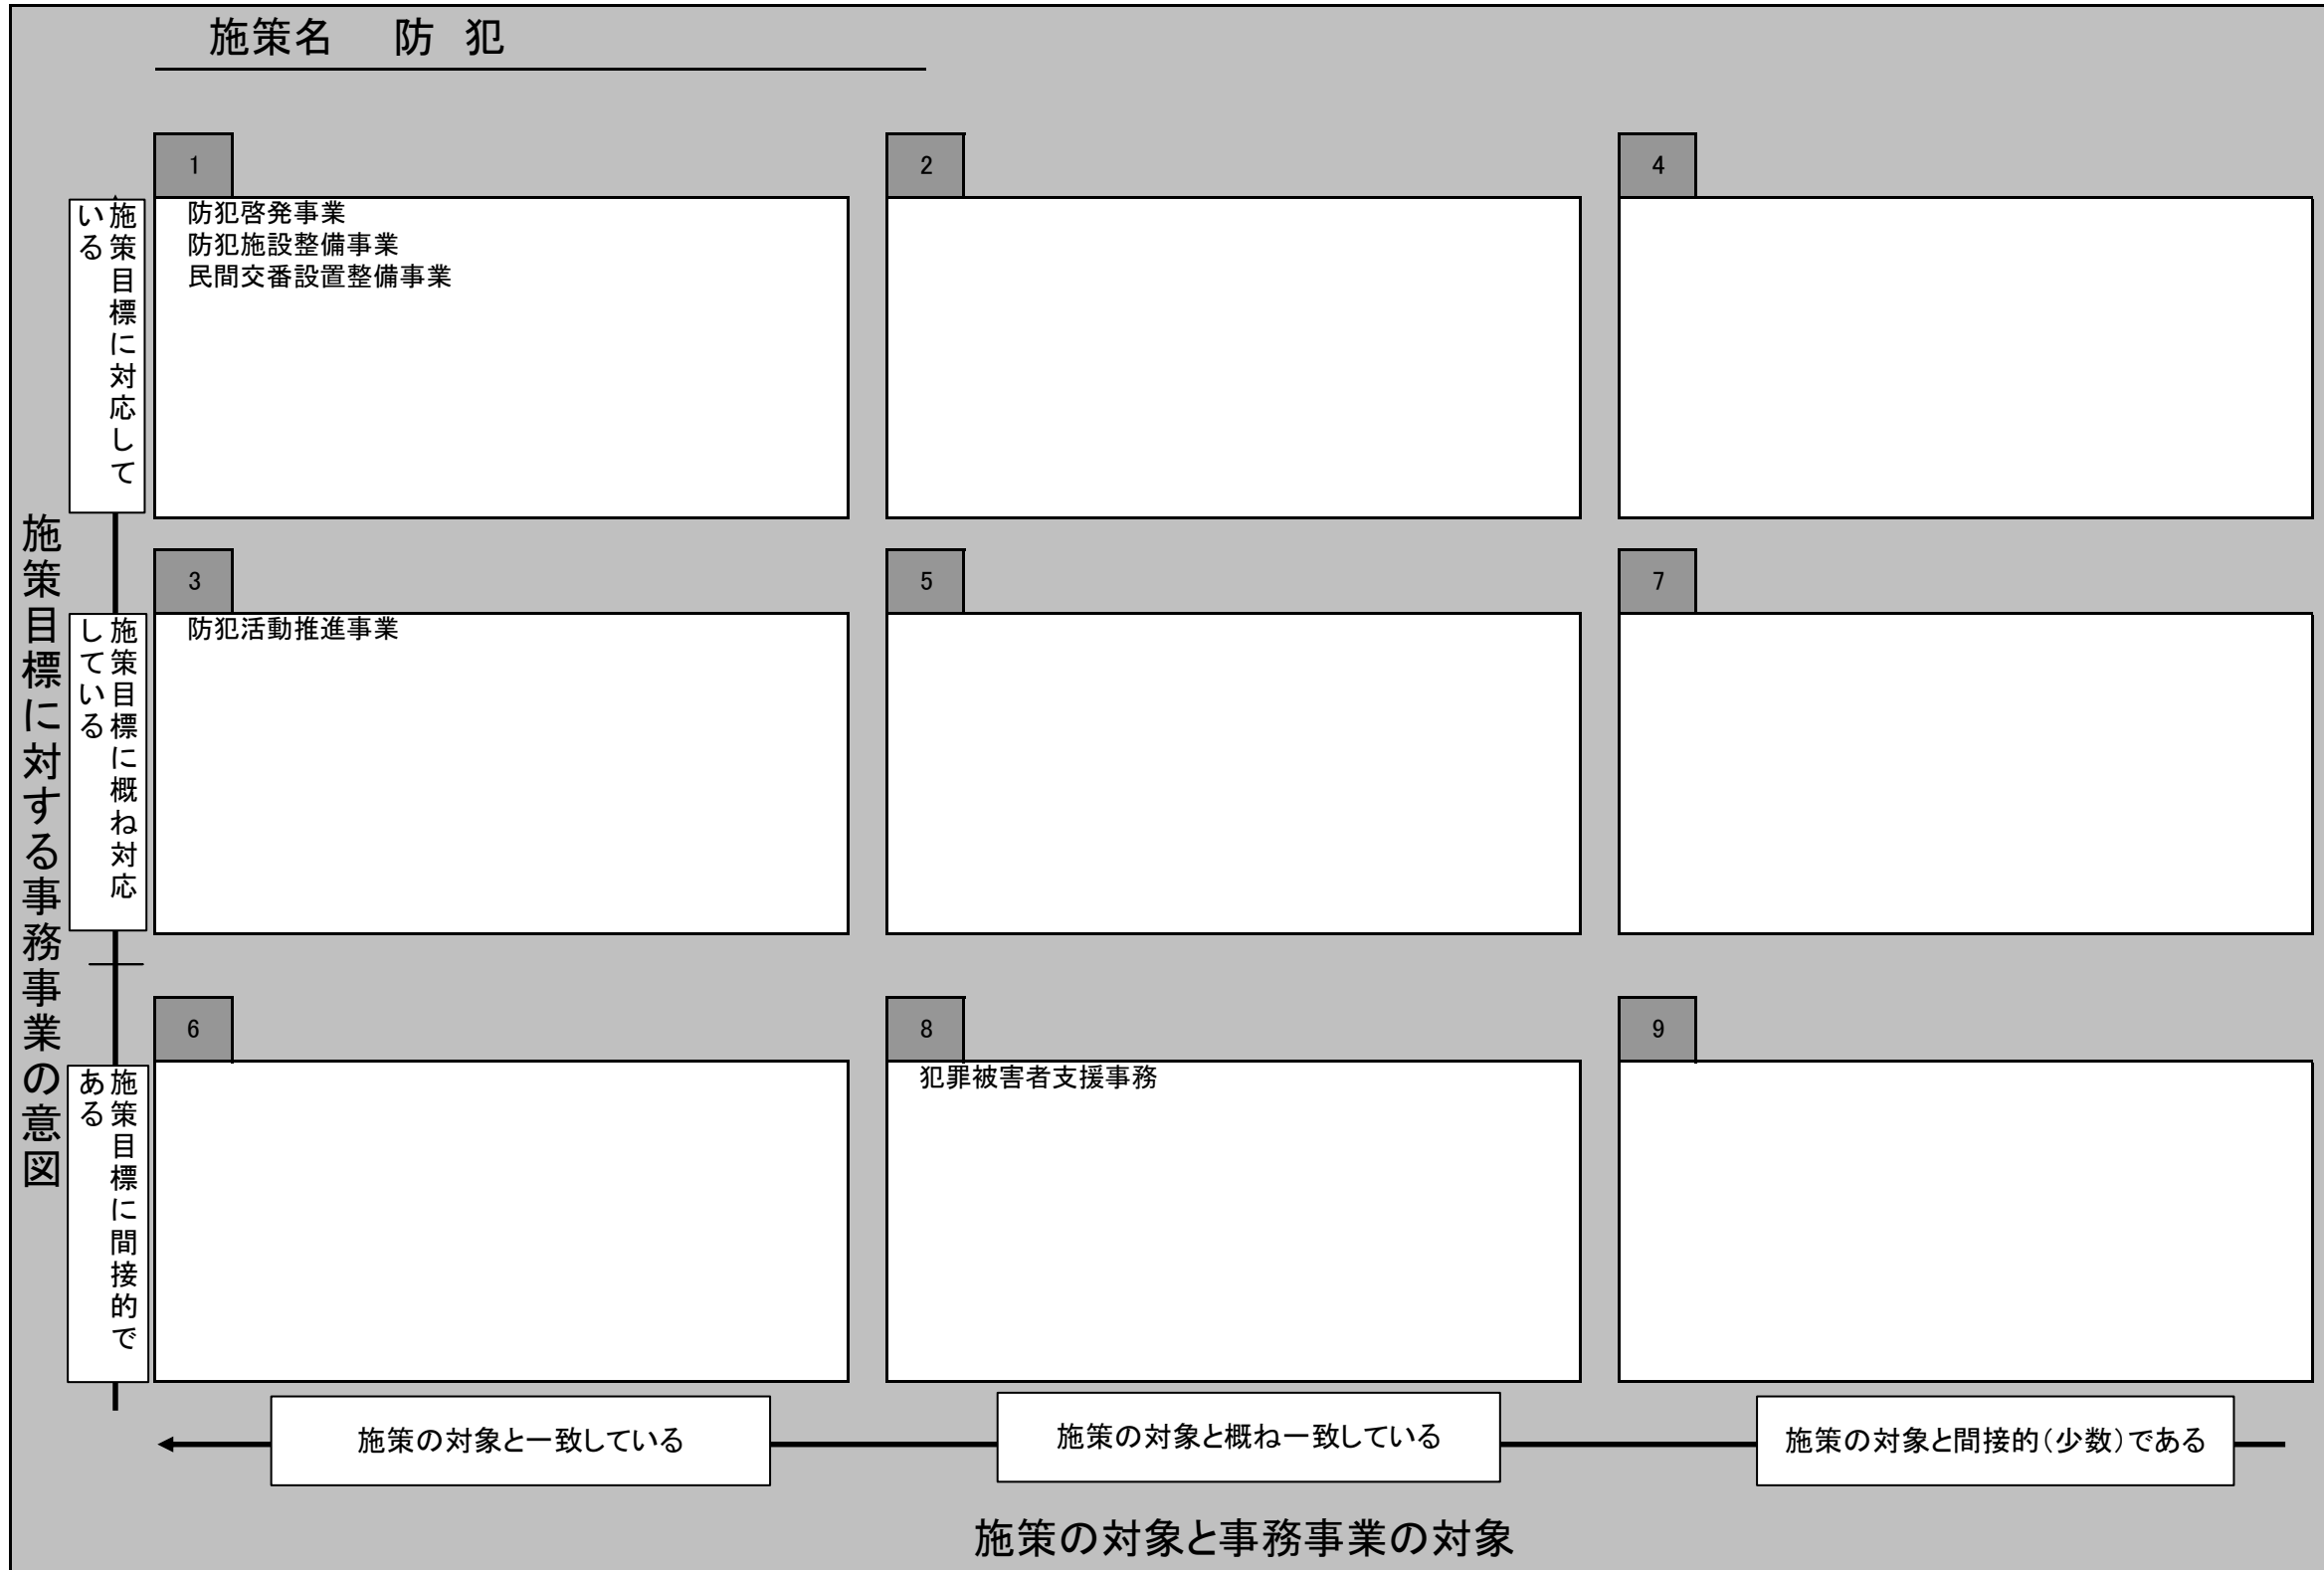 施策名　防　犯
1
2
4
施策目標に対応して
いる
防犯啓発事業
防犯施設整備事業
民間交番設置整備事業
施策目標に対する事務事業の意図
3
5
7
施策目標に概ね対応
している
防犯活動推進事業
6
8
9
施策目標に間接的で
ある
犯罪被害者支援事務
施策の対象と一致している
施策の対象と概ね一致している
施策の対象と間接的（少数）である
施策の対象と事務事業の対象